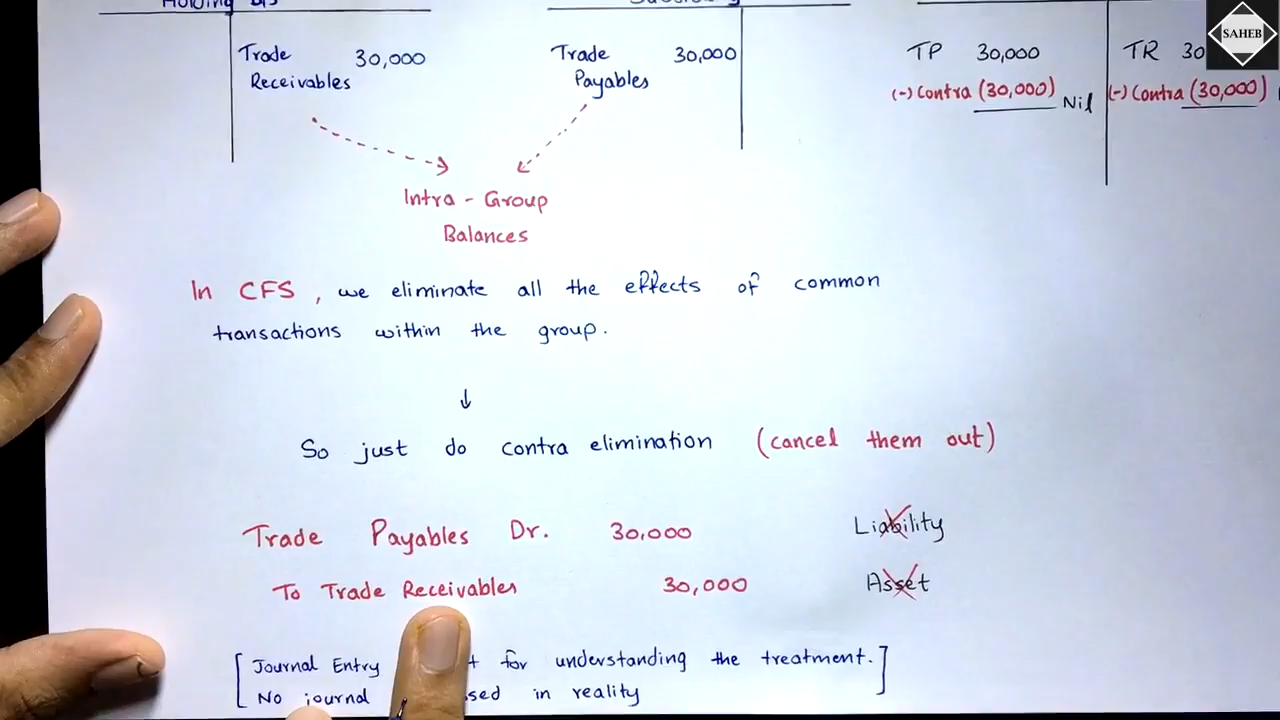 Trade 30,000
Receivables
Trade 30,000
Payables
TP 30,000
(-) Contra (30,000) Nil
TR
(-) Contra (30,000)
SAHEB
Intra - Group
Balances
In CFS, we eliminate all the effects of common
transactions within the group.
↓
So just do contra elimination (cancel them out)
Trade Payables Dr. 30,000 Liability
To Trade Receivables 30,000 Asset
[Journal Entry for understanding the treatment.
No journal in reality]